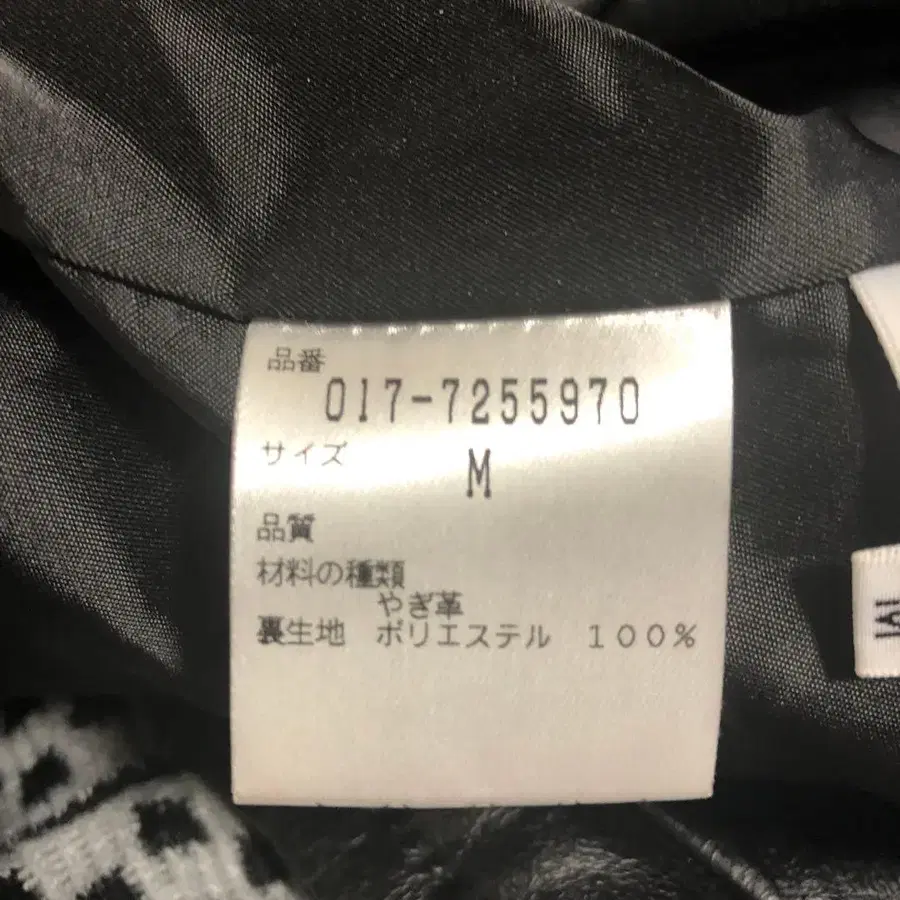 品番
017-7255970
サイズ
M
品質
材料の種類
やぎ革
裏生地 ポリエステル 100%